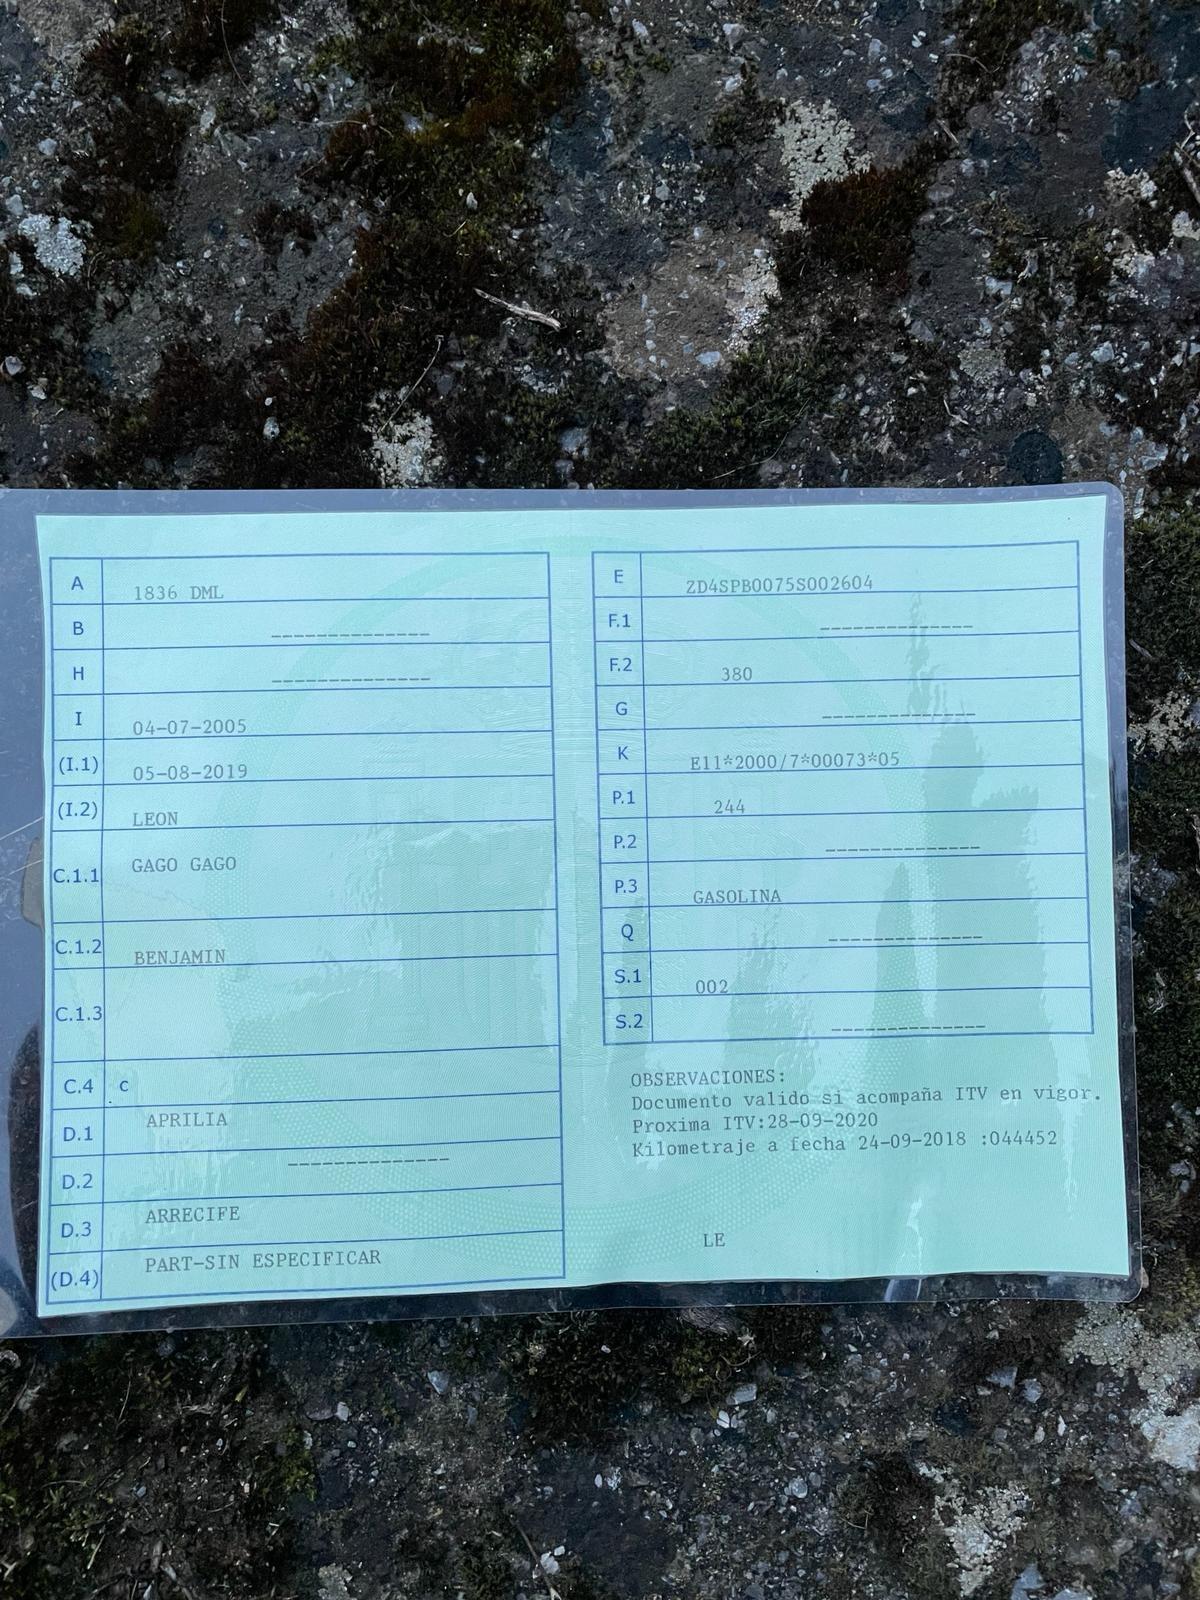 A 1836 DML
B --------------
H --------------
I 04-07-2005
(I.1) 05-08-2019
(I.2) LEON
C.1.1 GAGO GAGO
C.1.2 BENJAMIN
C.1.3
C.4 c
D.1 APRILIA
D.2 --------------
D.3 ARRECIFE
(D.4) PART-SIN ESPECIFICAR
E ZD4SPB0075S002604
F.1 --------------
F.2 380
G --------------
K E11*2000/7*00073*05
P.1 244
P.2 --------------
P.3 GASOLINA
Q --------------
S.1 002
S.2 --------------
OBSERVACIONES:
Documento valido si acompaña ITV en vigor.
Proxima ITV:28-09-2020
Kilometraje a fecha 24-09-2018 :044452
LE